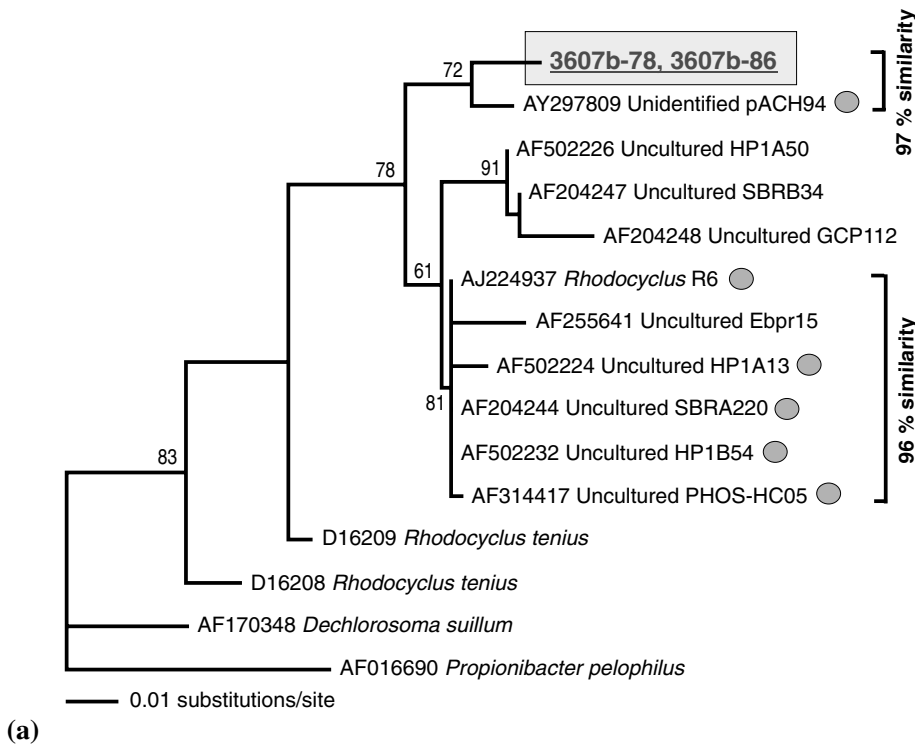 3607b-78, 3607b-86
72
AY297809 Unidentified pACH94
97 % similarity
AF502226 Uncultured HP1A50
91
78
AF204247 Uncultured SBRB34
AF204248 Uncultured GCP112
61
AJ224937 Rhodocyclus R6
AF255641 Uncultured Ebpr15
AF502224 Uncultured HP1A13
81
AF204244 Uncultured SBRA220
96 % similarity
AF502232 Uncultured HP1B54
83
AF314417 Uncultured PHOS-HC05
D16209 Rhodocyclus tenius
D16208 Rhodocyclus tenius
AF170348 Dechlorosoma suillum
AF016690 Propionibacter pelophilus
0.01 substitutions/site
(a)